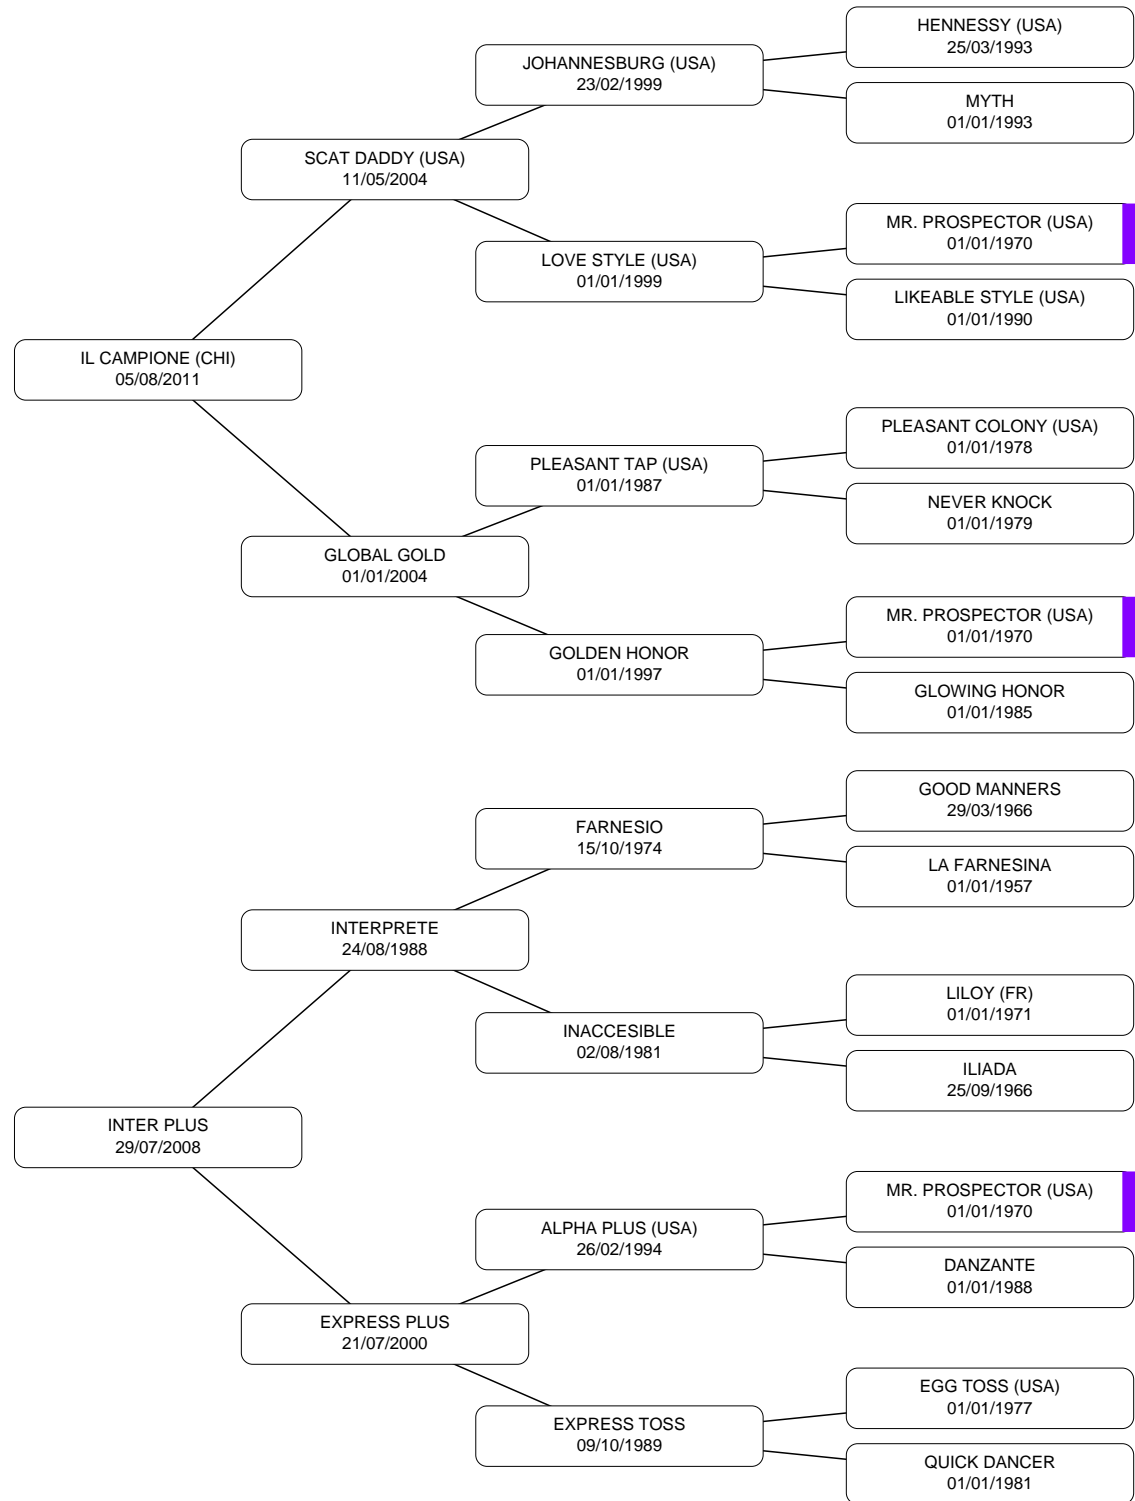 HENNESSY (USA)
25/03/1993
JOHANNESBURG (USA)
23/02/1999
MYTH
01/01/1993
SCAT DADDY (USA)
11/05/2004
MR. PROSPECTOR (USA)
01/01/1970
LOVE STYLE (USA)
01/01/1999
LIKEABLE STYLE (USA)
01/01/1990
IL CAMPIONE (CHI)
05/08/2011
PLEASANT COLONY (USA)
01/01/1978
PLEASANT TAP (USA)
01/01/1987
NEVER KNOCK
01/01/1979
GLOBAL GOLD
01/01/2004
MR. PROSPECTOR (USA)
01/01/1970
GOLDEN HONOR
01/01/1997
GLOWING HONOR
01/01/1985
GOOD MANNERS
29/03/1966
FARNESIO
15/10/1974
LA FARNESINA
01/01/1957
INTERPRETE
24/08/1988
LILOY (FR)
01/01/1971
INACCESIBLE
02/08/1981
ILIADA
25/09/1966
INTER PLUS
29/07/2008
MR. PROSPECTOR (USA)
01/01/1970
ALPHA PLUS (USA)
26/02/1994
DANZANTE
01/01/1988
EXPRESS PLUS
21/07/2000
EGG TOSS (USA)
01/01/1977
EXPRESS TOSS
09/10/1989
QUICK DANCER
01/01/1981